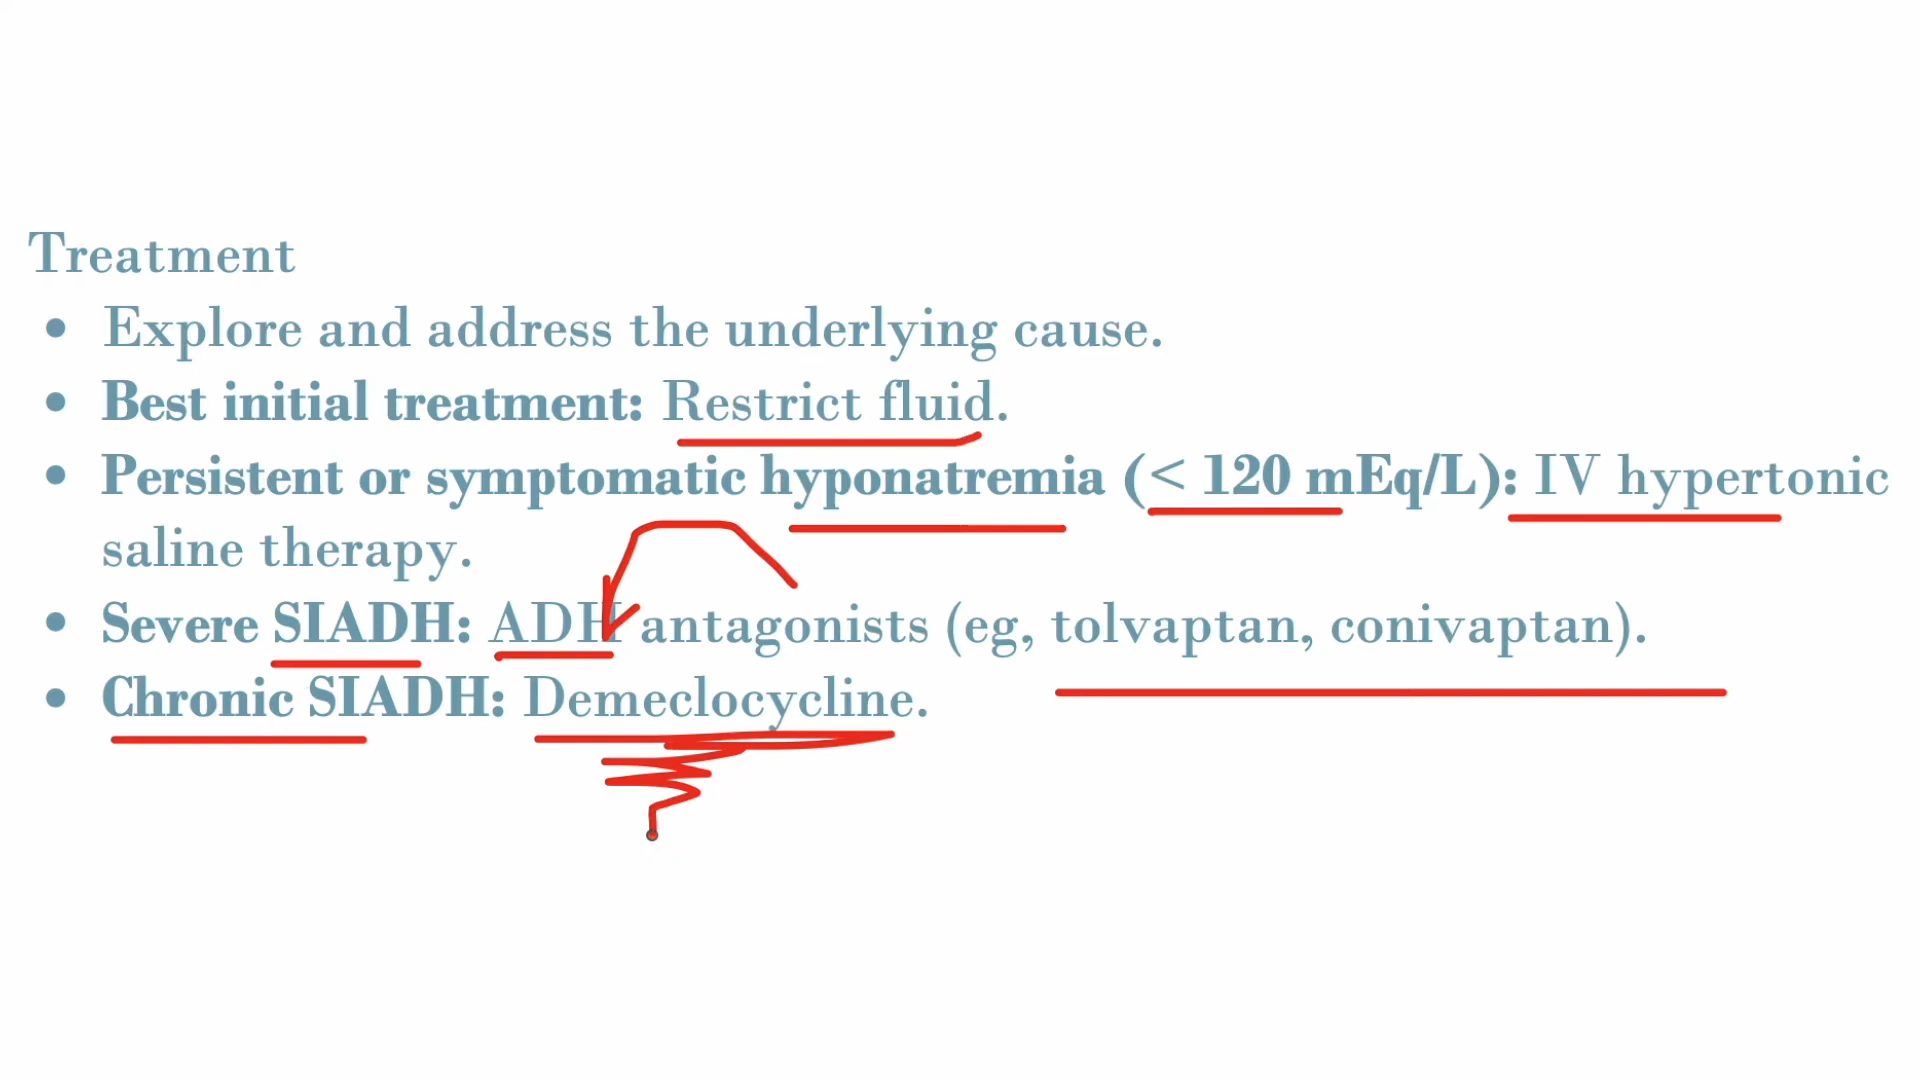 Treatment
• Explore and address the underlying cause.
• Best initial treatment: Restrict fluid.
• Persistent or symptomatic hyponatremia (< 120 mEq/L): IV hypertonic
saline therapy.
• Severe SIADH: ADH antagonists (eg, tolvaptan, conivaptan).
• Chronic SIADH: Demeclocycline.